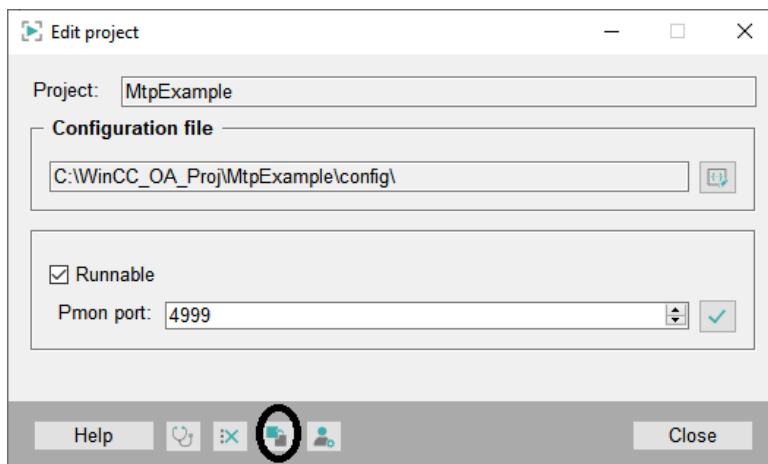 Edit project
Project: MtpExample
Configuration file
C:\WinCC_OA_Proj\MtpExample\config\
Runnable
Pmon port: 4999
Help Close